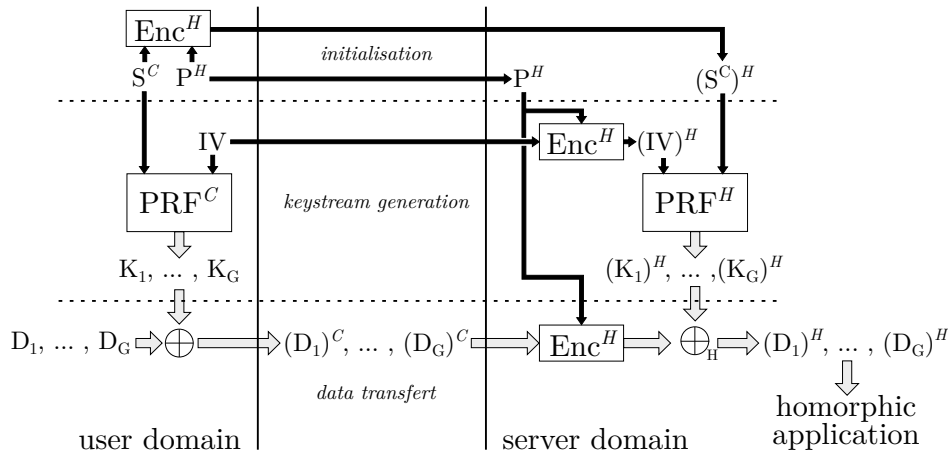 Enc^H
initialisation
S^C P^H P^H (S^C)^H
IV Enc^H (IV)^H
PRF^C keystream generation PRF^H
K_1, ... , K_G (K_1)^H, ... ,(K_G)^H
D_1, ... , D_G ⊕ (D_1)^C, ... , (D_G)^C Enc^H ⊕_H (D_1)^H, ... , (D_G)^H
data transfert
user domain server domain homorphic
application